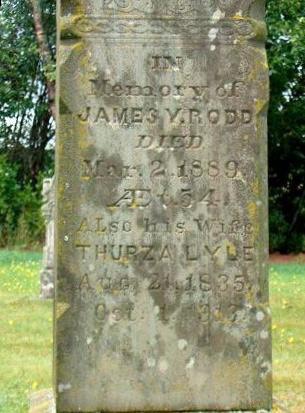 IN
Memory of
JAMES Y. RODD
DIED
Mar. 2. 1889.
Æt. 54.
Also his Wife
THURZA LYLE
Aug. 21. 1835.
Oct. 1.